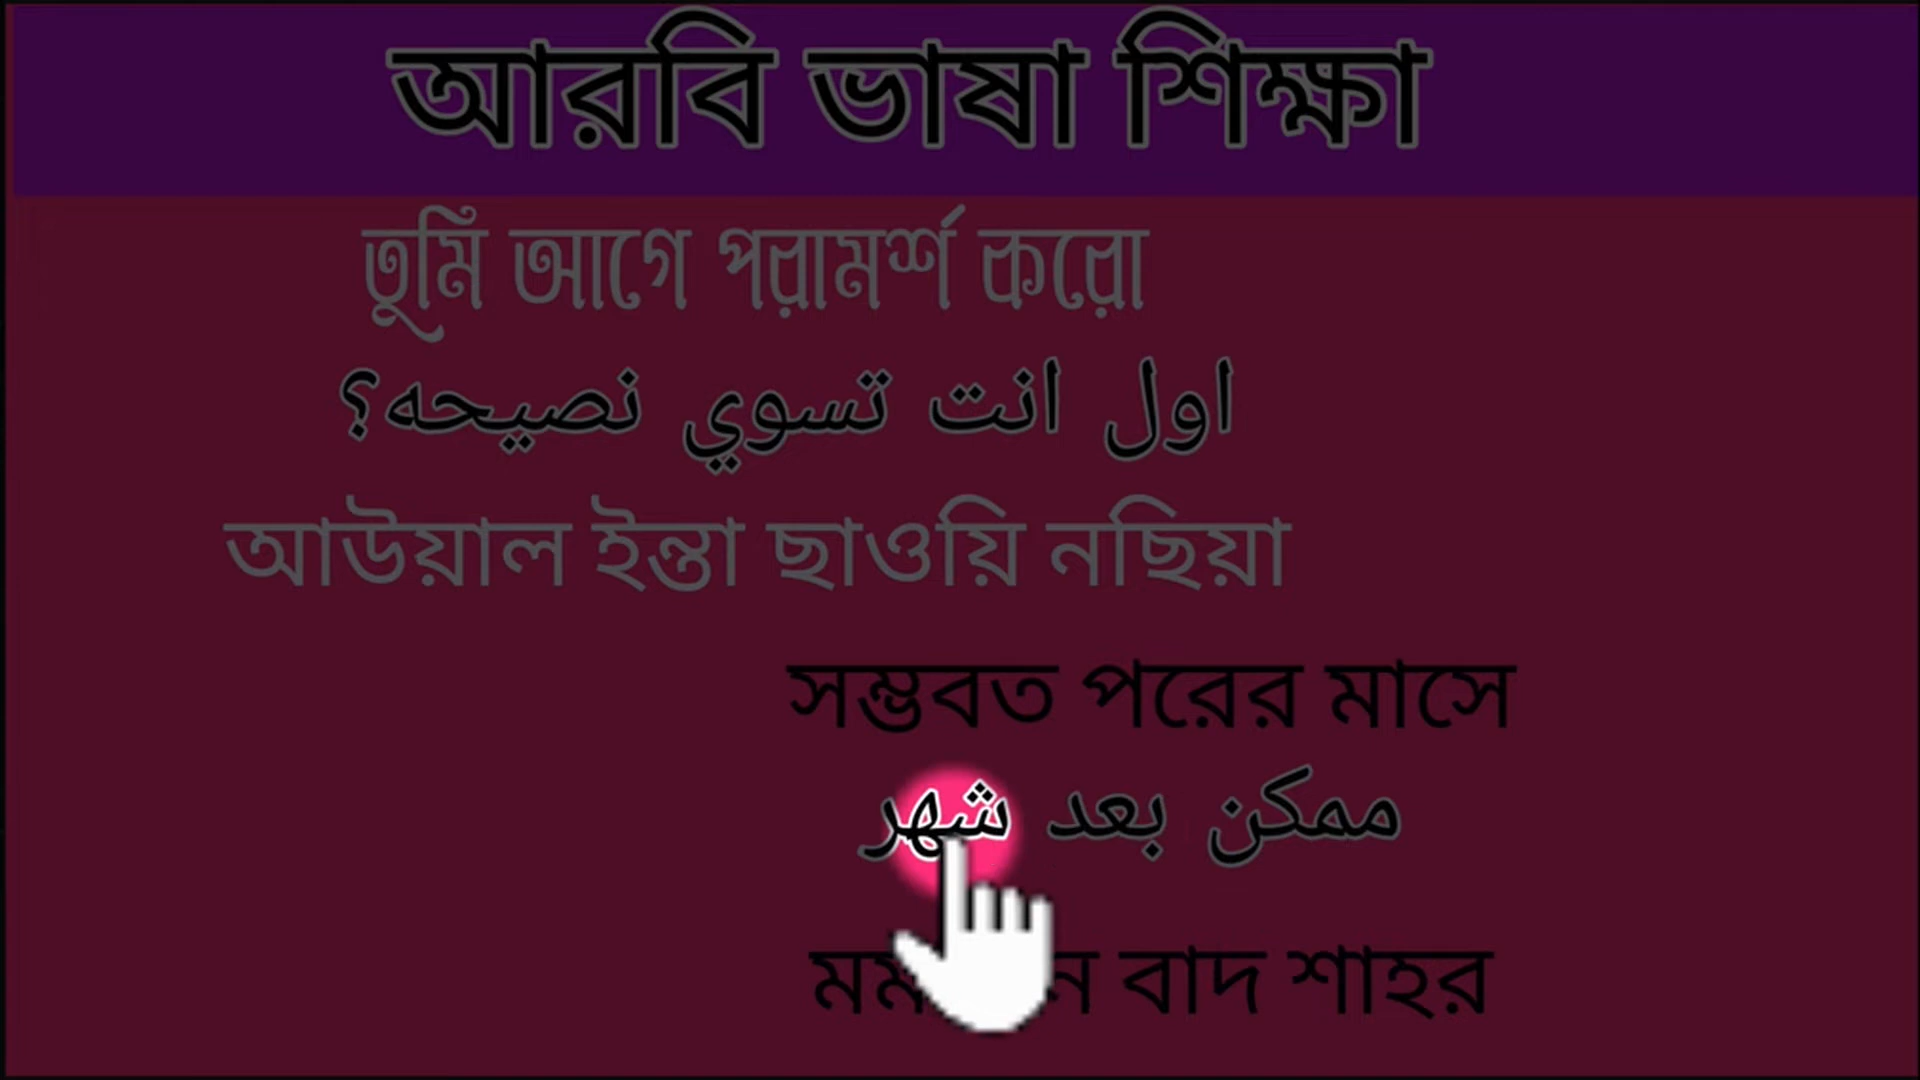 আরবি ভাষা শিক্ষা
তুমি আগে পরামর্শ করো
اول انت تسوي نصيحه؟
আউয়াল ইন্তা ছাওয়ি নছিয়া
সম্ভবত পরের মাসে
ممكن بعد شهر
বাদ শাহর